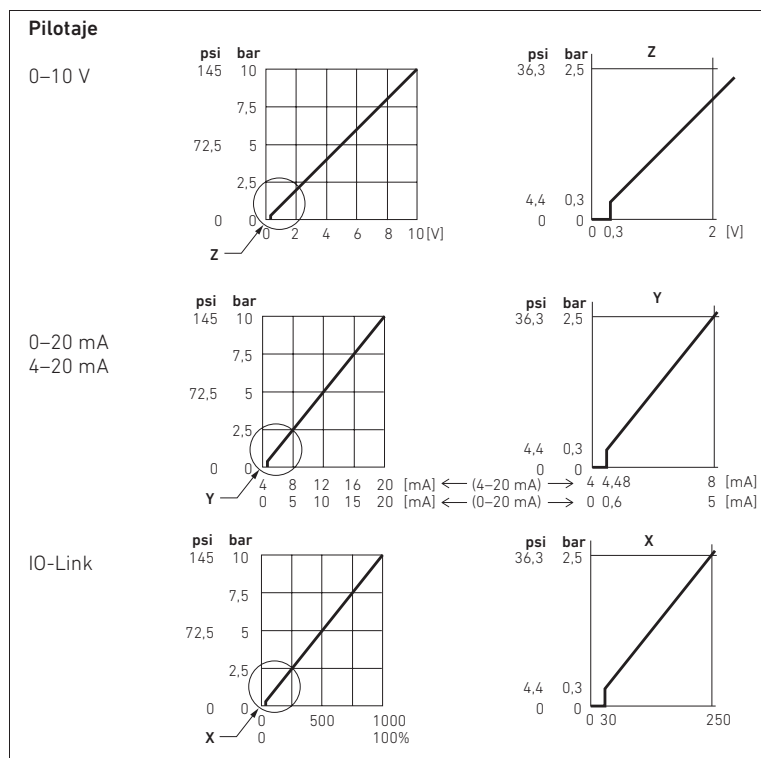 Pilotaje
0–10 V
psi bar
145 10
7,5
72,5 5
2,5
0 0
0 2 4 6 8 10[V]
Z
psi bar Z
36,3 2,5
4,4 0,3
0 0
0 0,3 2 [V]
0–20 mA
4–20 mA
psi bar
145 10
7,5
72,5 5
2,5
0 0
Y
psi bar Y
36,3 2,5
4,4 0,3
0 0
4 8 12 16 20 [mA] ← (4–20 mA) → 4 4,48 8 [mA]
0 5 10 15 20 [mA] ← (0–20 mA) → 0 0,6 5 [mA]
IO-Link
psi bar
145 10
7,5
72,5 5
2,5
0 0
0 500 1000
0 100%
X
psi bar X
36,3 2,5
4,4 0,3
0 0
0 30 250